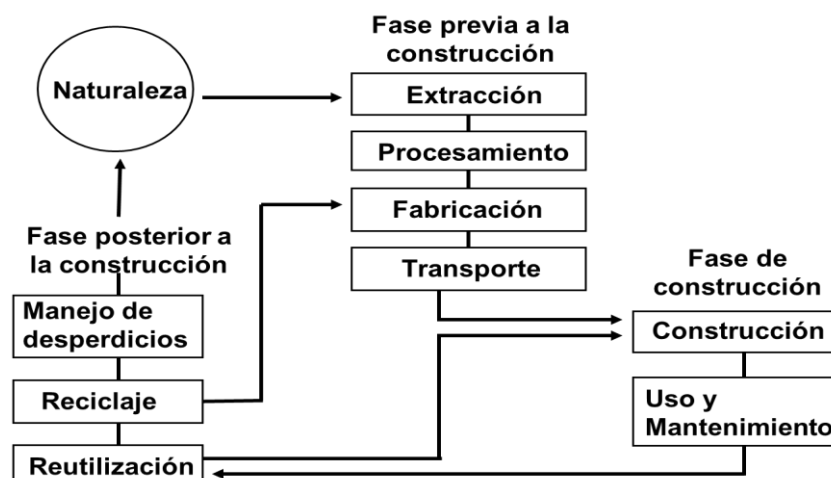 Fase previa a la
construcción
Naturaleza
Extracción
Procesamiento
Fabricación
Transporte
Fase posterior a
la construcción
Manejo de
desperdicios
Reciclaje
Reutilización
Fase de
construcción
Construcción
Uso y
Mantenimiento